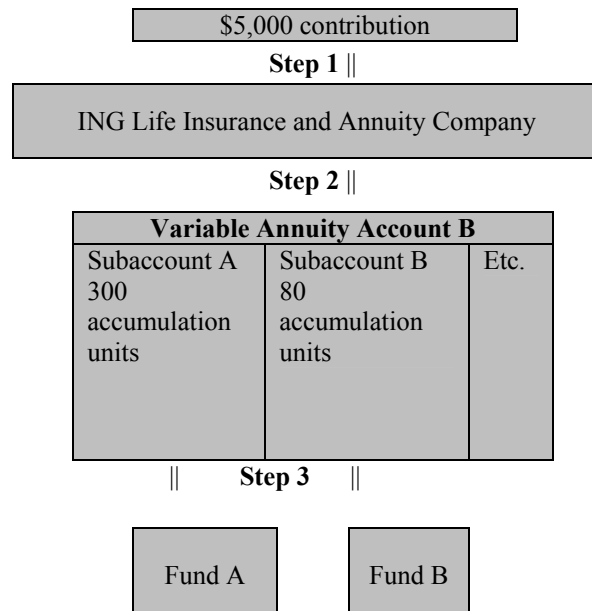 $5,000 contribution
Step 1 ||
ING Life Insurance and Annuity Company
Step 2 ||
Variable Annuity Account B
Subaccount A
300
accumulation
units
Subaccount B
80
accumulation
units
Etc.
|| Step 3 ||
Fund A
Fund B